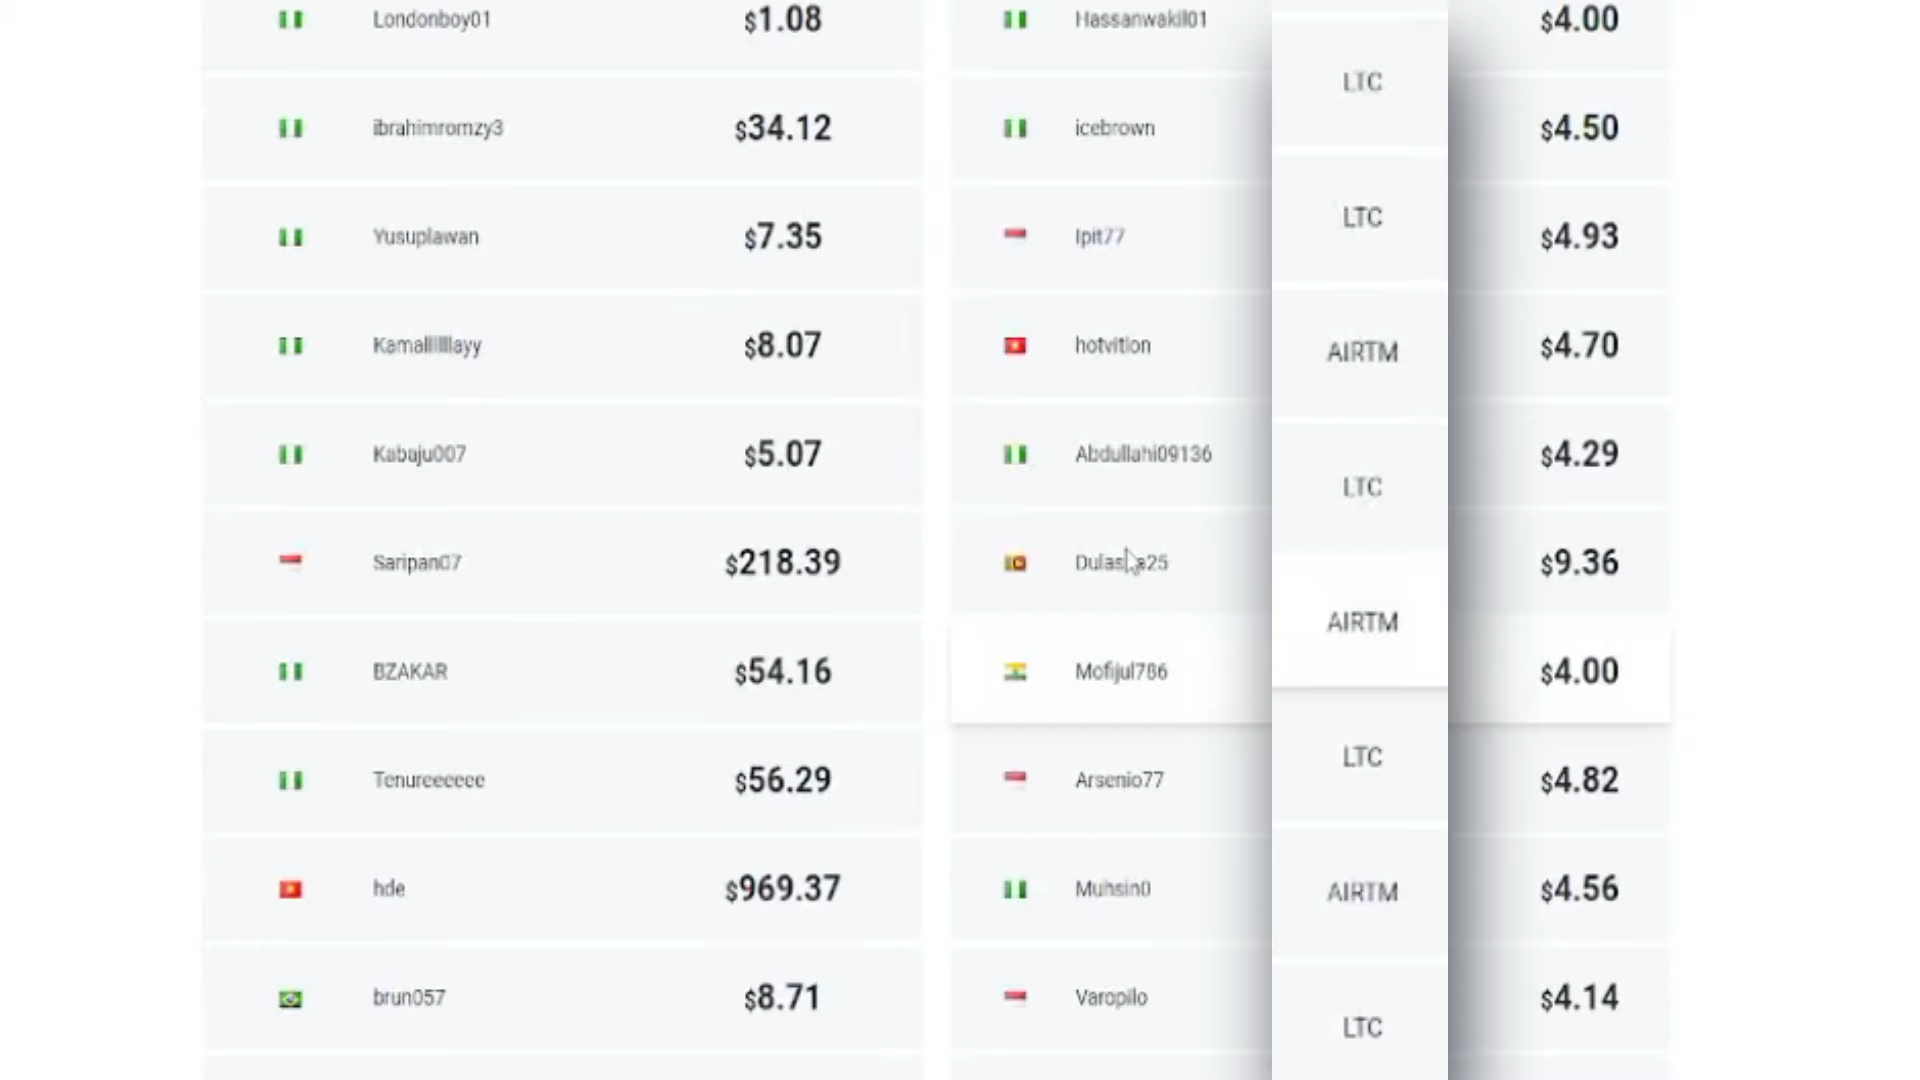 Londonboy01 $1.08
ibrahimromzy3 $34.12
Yusuplawan $7.35
$8.07
Kabaju007 $5.07
Saripan07 $218.39
BZAKAR $54.16
Tenureeeeee $56.29
hde $969.37
brun057 $8.71
Hassanwakil01 $4.00
icebrown $4.50
Ipit77 $4.93
hotvition $4.70
Abdullahi09136 $4.29
$9.36
Mofijul786 $4.00
Arsenio77 $4.82
Muhsin0 $4.56
Varopilo $4.14
LTC
LTC
AIRTM
LTC
AIRTM
LTC
AIRTM
LTC